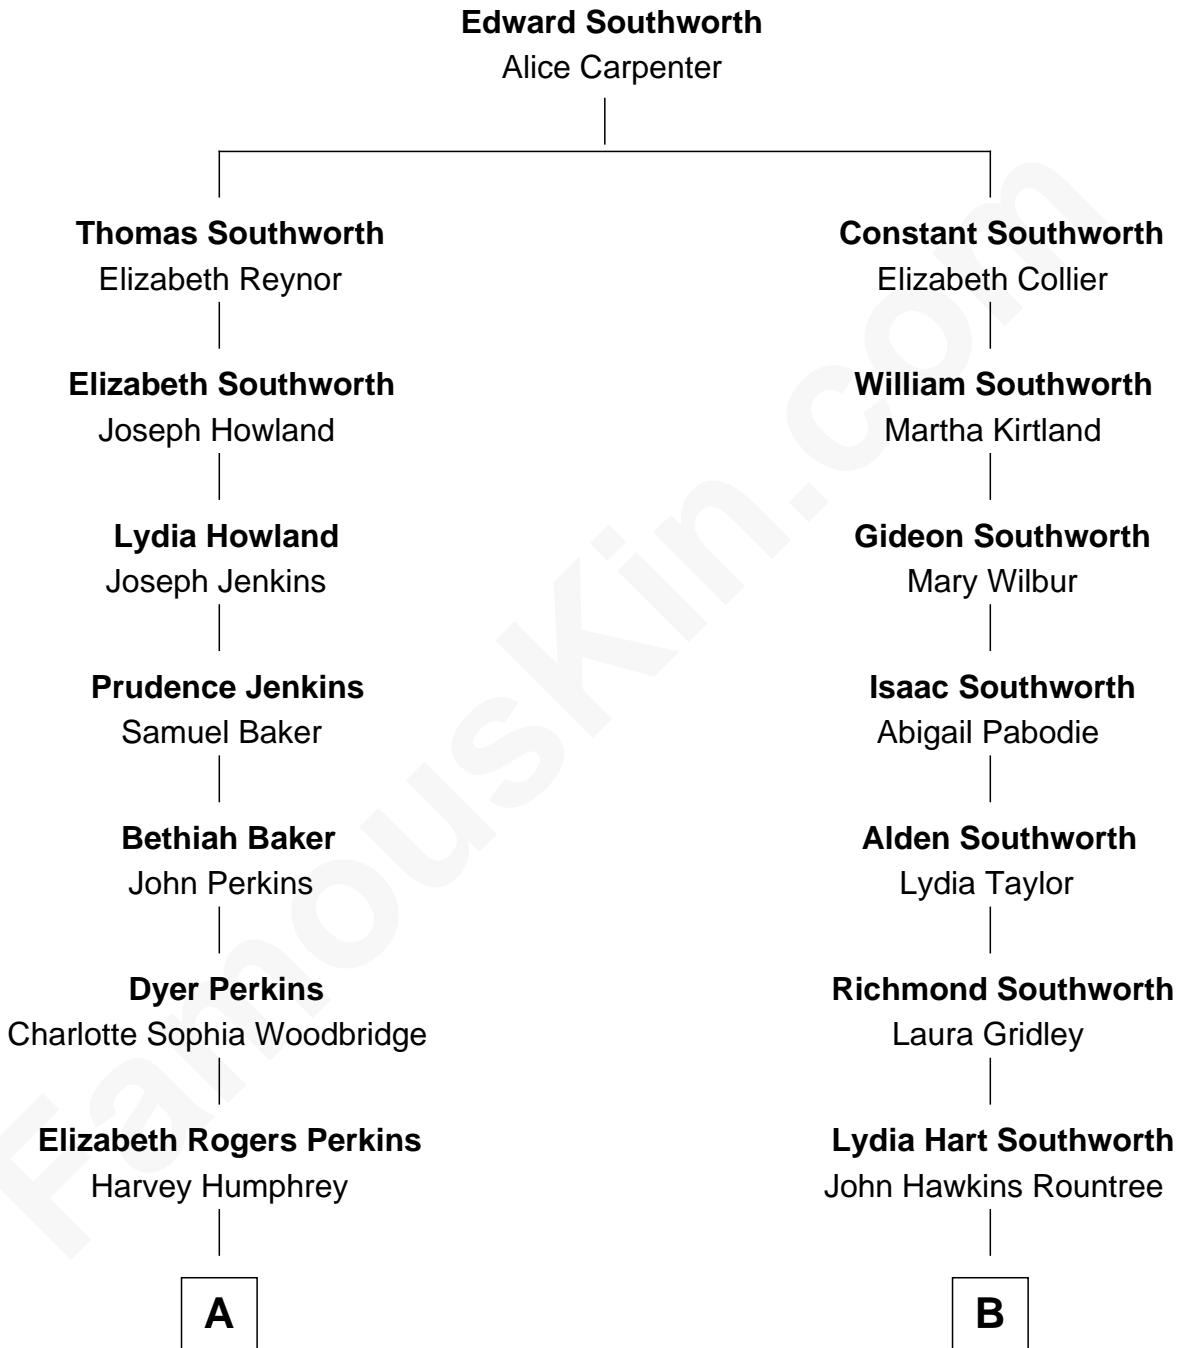 Edward Southworth
Alice Carpenter
Thomas Southworth
Elizabeth Reynor
Constant Southworth
Elizabeth Collier
Elizabeth Southworth
Joseph Howland
William Southworth
Martha Kirtland
Lydia Howland
Joseph Jenkins
Gideon Southworth
Mary Wilbur
Prudence Jenkins
Samuel Baker
Isaac Southworth
Abigail Pabodie
Bethiah Baker
John Perkins
Alden Southworth
Lydia Taylor
Dyer Perkins
Charlotte Sophia Woodbridge
Richmond Southworth
Laura Gridley
Elizabeth Rogers Perkins
Harvey Humphrey
Lydia Hart Southworth
John Hawkins Rountree
A
B
FamousKin.com